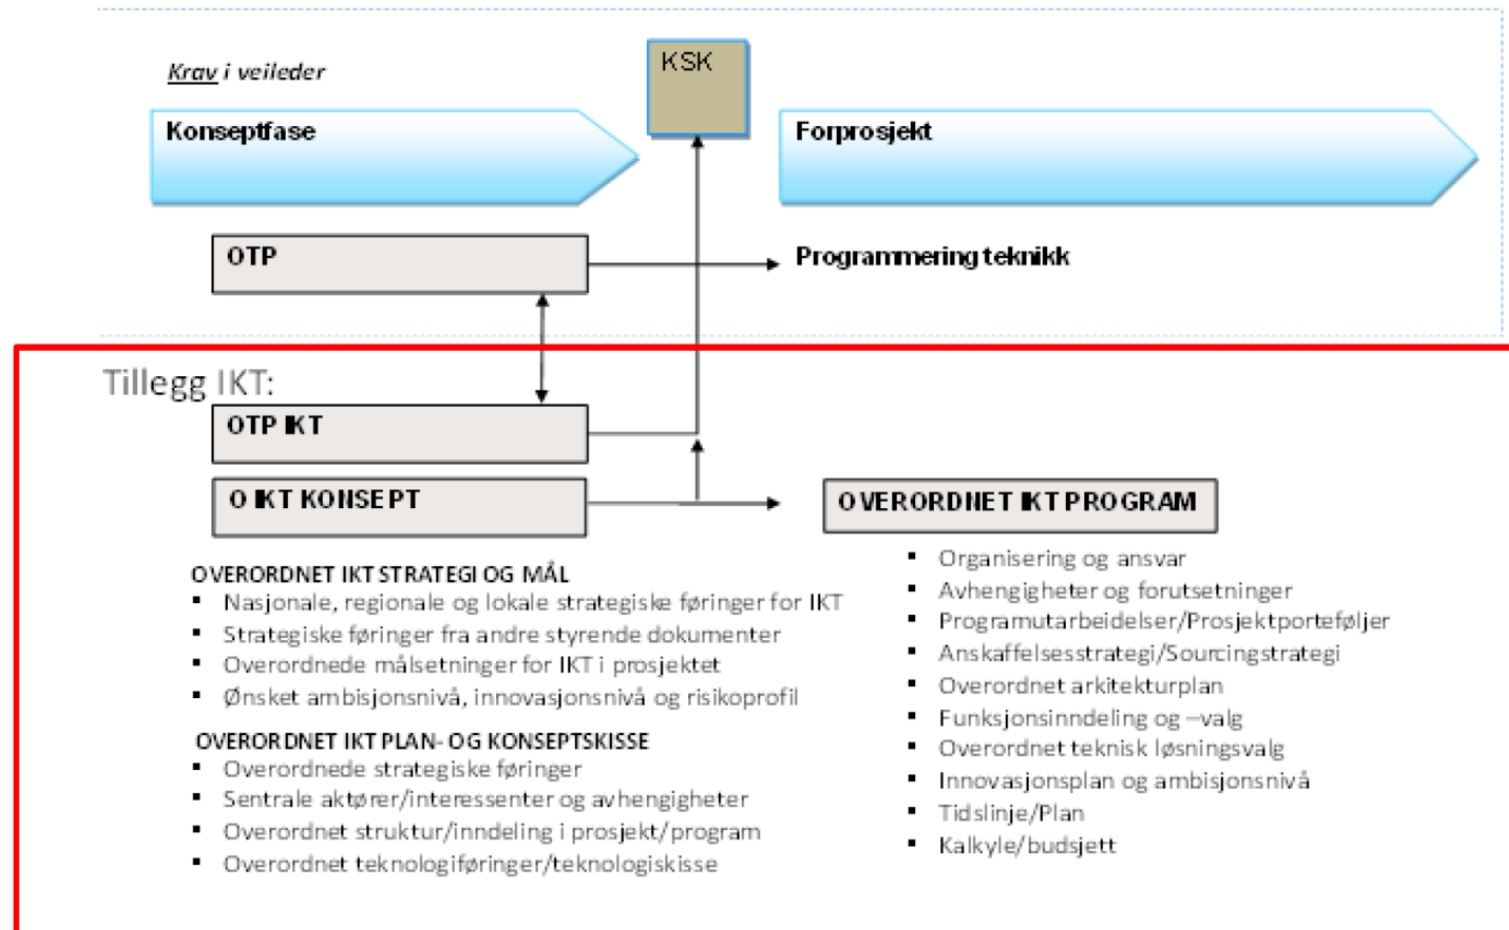 Krav i veileder
KSK
Konseptfase
Forprosjekt
OTP
Programmering teknikk
Tillegg IKT:
OTP IKT
O IKT KONSEPT
OVERORDNET IKT PROGRAM
OVERORDNET IKT STRATEGI OG MÅL
▪ Nasjonale, regionale og lokale strategiske føringer for IKT
▪ Strategiske føringer fra andre styrende dokumenter
▪ Overordnede målsetninger for IKT i prosjektet
▪ Ønsket ambisjonsnivå, innovasjonsnivå og risikoprofil
OVERORDNET IKT PLAN- OG KONSEPTSKISSE
▪ Overordnede strategiske føringer
▪ Sentrale aktører/interessenter og avhengigheter
▪ Overordnet struktur/inndeling i prosjekt/program
▪ Overordnet teknologiføringer/teknologiskisse
▪ Organisering og ansvar
▪ Avhengigheter og forutsetninger
▪ Programutarbeidelser/Prosjektporteføljer
▪ Anskaffelsesstrategi/Sourcingstrategi
▪ Overordnet arkitekturplan
▪ Funksjonsinndeling og –valg
▪ Overordnet teknisk løsningsvalg
▪ Innovasjonsplan og ambisjonsnivå
▪ Tidslinje/Plan
▪ Kalkyle/budsjett